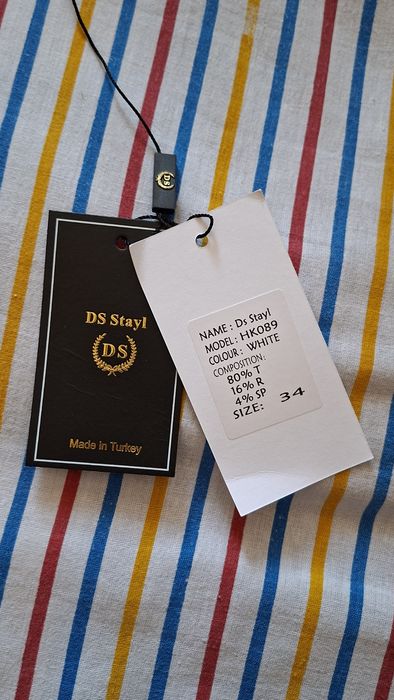 DS
DS Stayl
DS
Made in Turkey
NAME : Ds Stayl
MODEL: HK089
COLOUR: WHITE
COMPOSITION:
80% T
16% R
4% SP
SIZE: 34